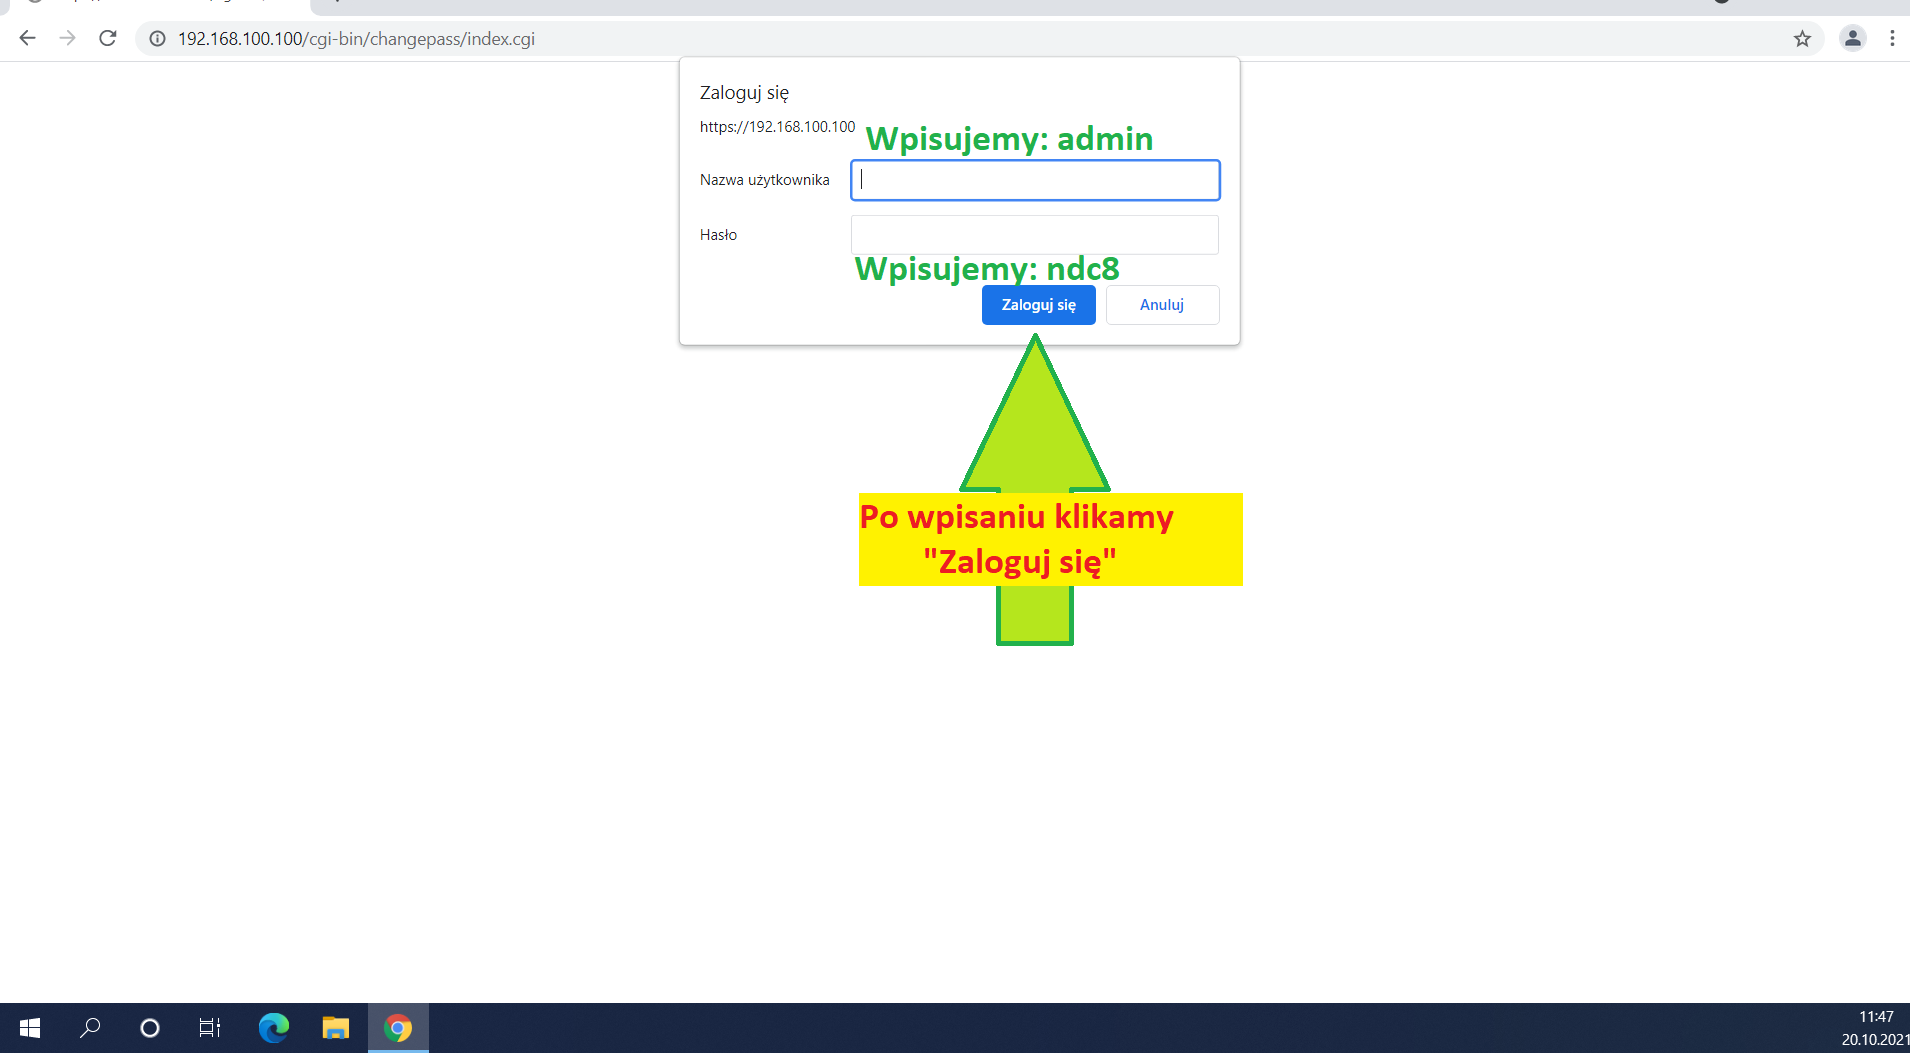 192.168.100.100/cgi-bin/changepass/index.cgi
Zaloguj się
https://192.168.100.100
Wpisujemy: admin
Nazwa użytkownika
Hasło
Wpisujemy: ndc8
Zaloguj się
Anuluj
Po wpisaniu klikamy
"Zaloguj się"
11:47
20.10.2021